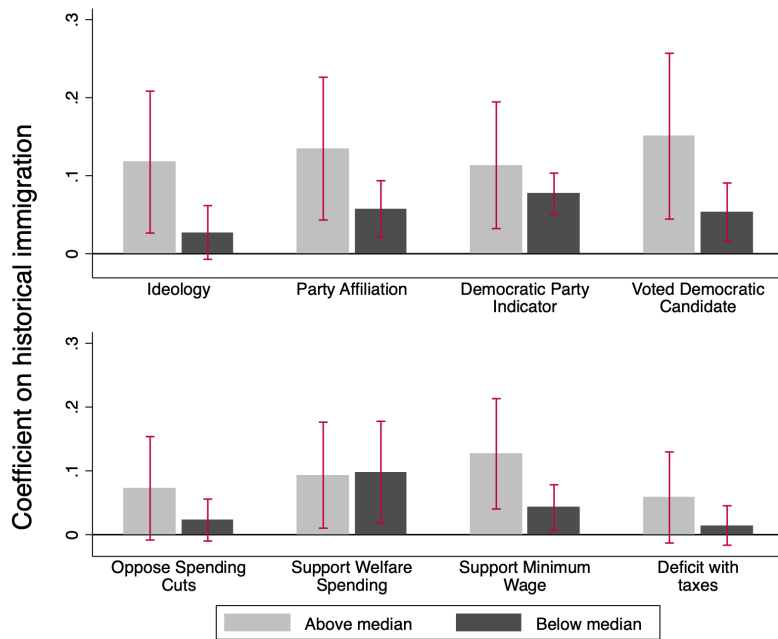 Coefficient on historical immigration
.3
.2
.1
0
Ideology
Party Affiliation
Democratic Party
Indicator
Voted Democratic
Candidate
.3
.2
.1
0
Oppose Spending
Cuts
Support Welfare
Spending
Support Minimum
Wage
Deficit with
taxes
Above median
Below median